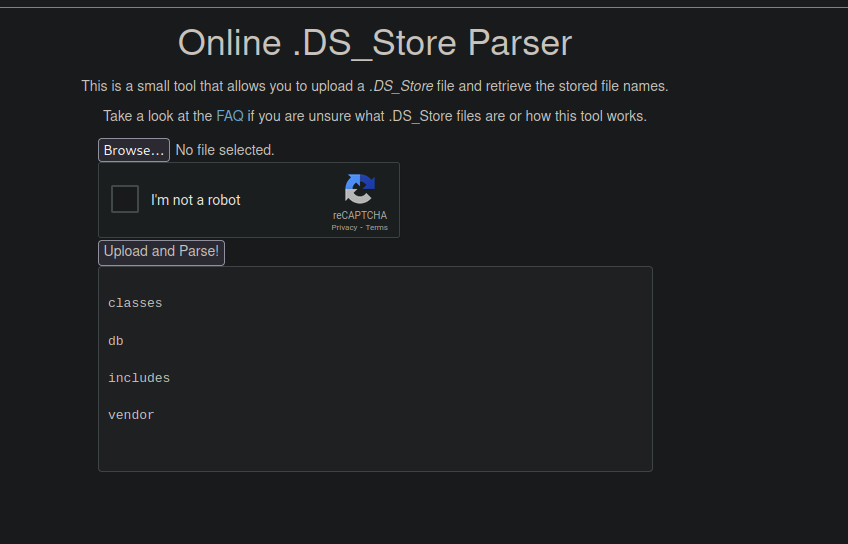 Online .DS_Store Parser
This is a small tool that allows you to upload a .DS_Store file and retrieve the stored file names.
Take a look at the FAQ if you are unsure what .DS_Store files are or how this tool works.
Browse... No file selected.
I'm not a robot
reCAPTCHA
Privacy - Terms
Upload and Parse!
classes
db
includes
vendor